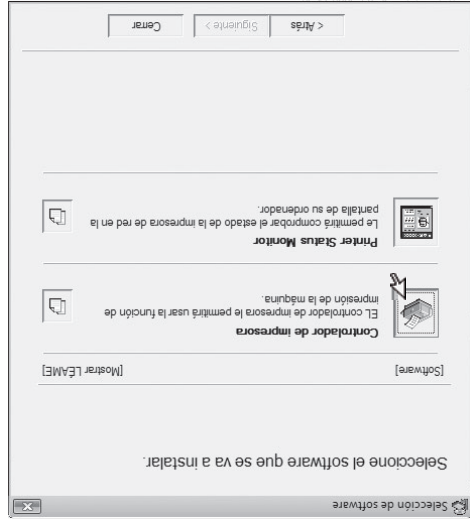 Selección de software
Seleccione el software que se va a instalar.
[Software] [Mostrar LÉAME]
Controlador de impresora
EL controlador de impresora le permitirá usar la función de
impresión de la máquina.
Printer Status Monitor
Le permitirá comprobar el estado de la impresora de red en la
pantalla de su ordenador.
< Atrás Siguiente > Cerrar